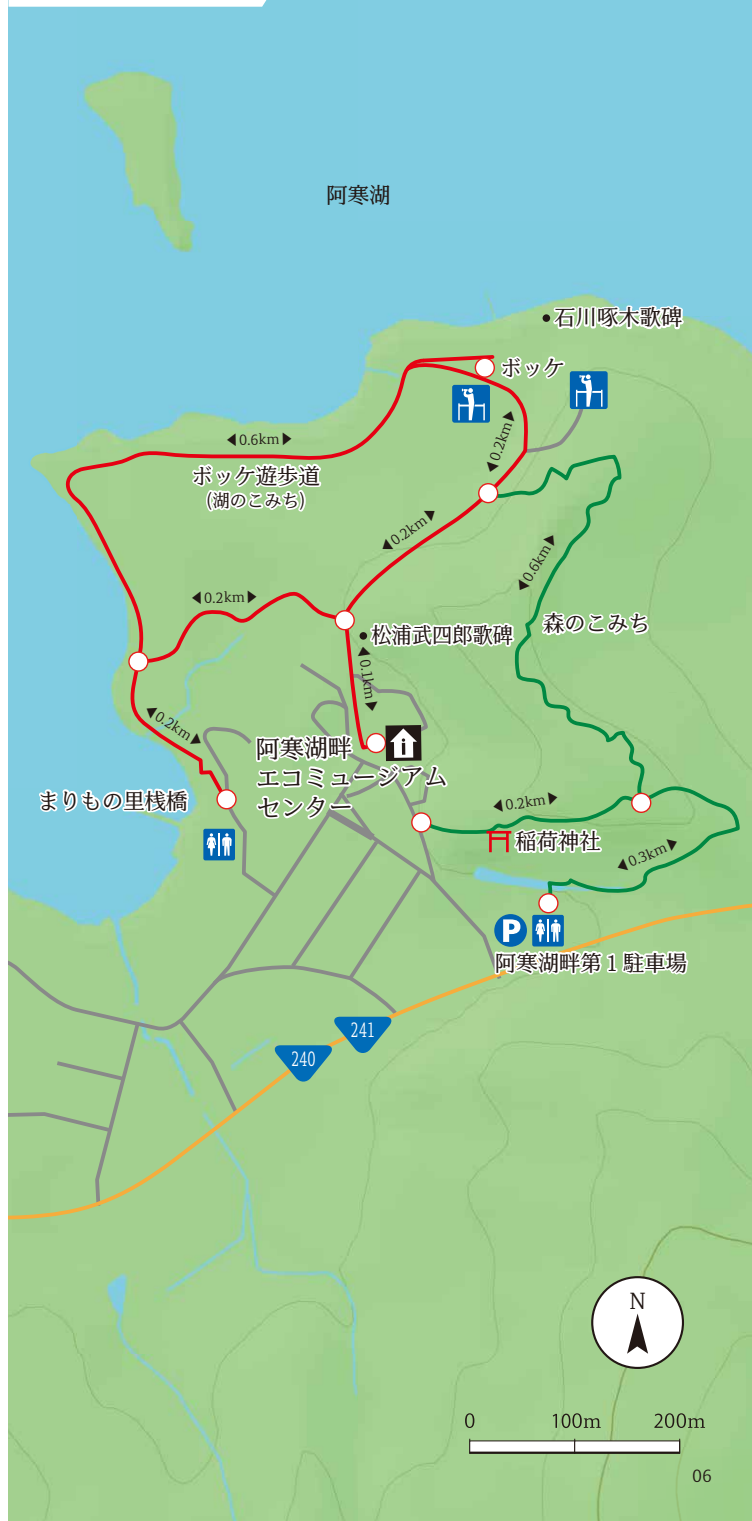 阿寒湖
石川啄木歌碑
ボッケ
0.2km
0.6km
ボッケ遊歩道
(湖のこみち)
0.2km
0.6km
0.2km
森のこみち
松浦武四郎歌碑
0.1km
0.2km
阿寒湖畔
エコミュージアム
センター
まりもの里桟橋
0.2km
稲荷神社
0.3km
P
阿寒湖畔第1駐車場
241
240
N
0 100m 200m
06